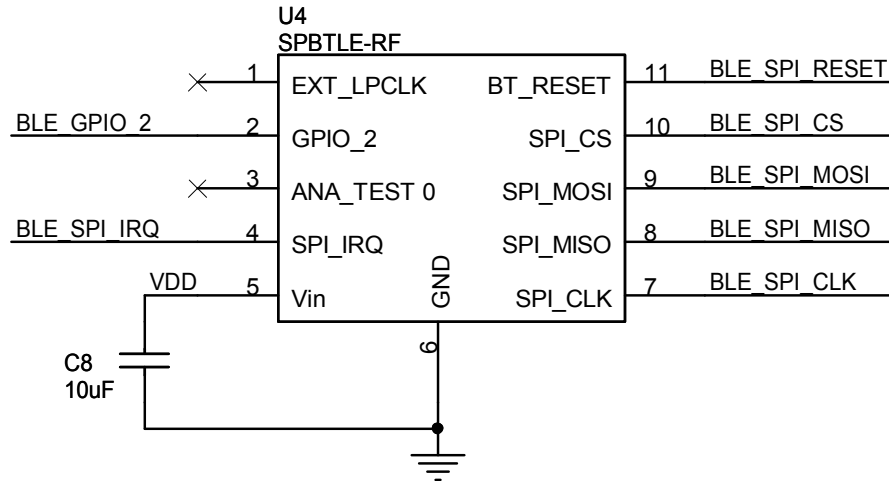 U4
SPBTLE-RF
1 EXT_LPCLK BT_RESET 11 BLE_SPI_RESET
BLE_GPIO_2 2 GPIO_2 SPI_CS 10 BLE_SPI_CS
3 ANA_TEST 0 SPI_MOSI 9 BLE_SPI_MOSI
BLE_SPI_IRQ 4 SPI_IRQ SPI_MISO 8 BLE_SPI_MISO
VDD 5 Vin GND SPI_CLK 7 BLE_SPI_CLK
6
C8
10uF